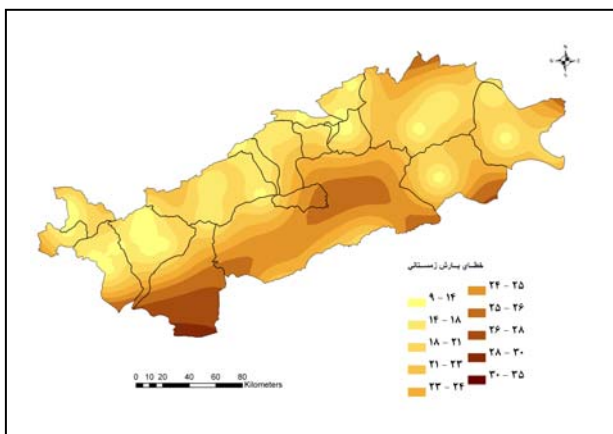 N
W E
S
خطای بارش زمستانی
۹ - ۱۴
۱۴ - ۱۸
۱۸ - ۲۱
۲۱ - ۲۳
۲۳ - ۲۴
۲۴ - ۲۵
۲۵ - ۲۶
۲۶ - ۲۸
۲۸ - ۳۰
۳۰ - ۳۵
0 10 20 40 60 80
Kilometers